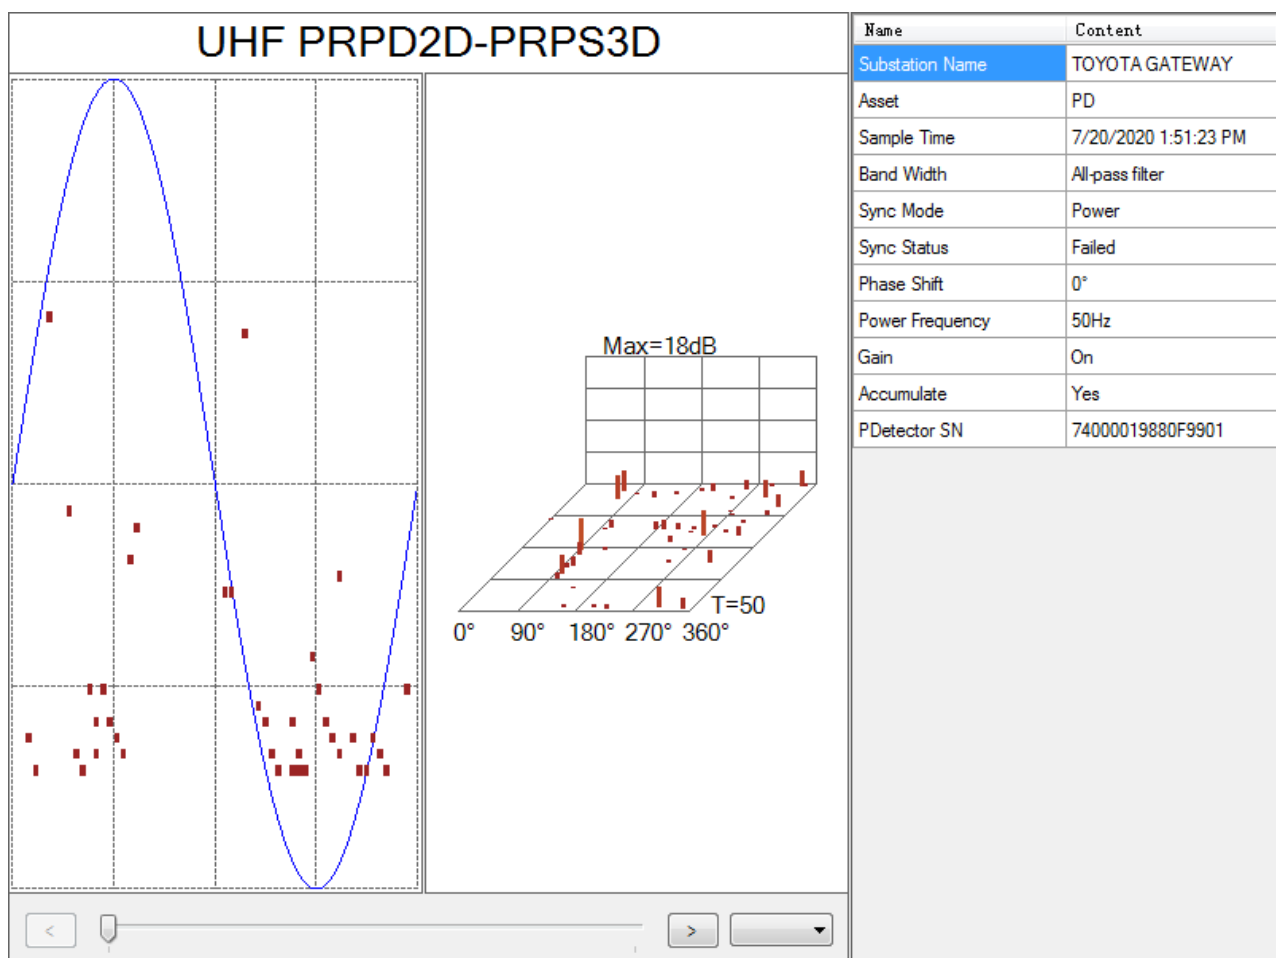 UHF PRPD2D-PRPS3D
Max=18dB
T=50
0° 90° 180° 270° 360°
<
>
Name Content
Substation Name TOYOTA GATEWAY
Asset PD
Sample Time 7/20/2020 1:51:23 PM
Band Width All-pass filter
Sync Mode Power
Sync Status Failed
Phase Shift 0°
Power Frequency 50Hz
Gain On
Accumulate Yes
PDetector SN 74000019880F9901